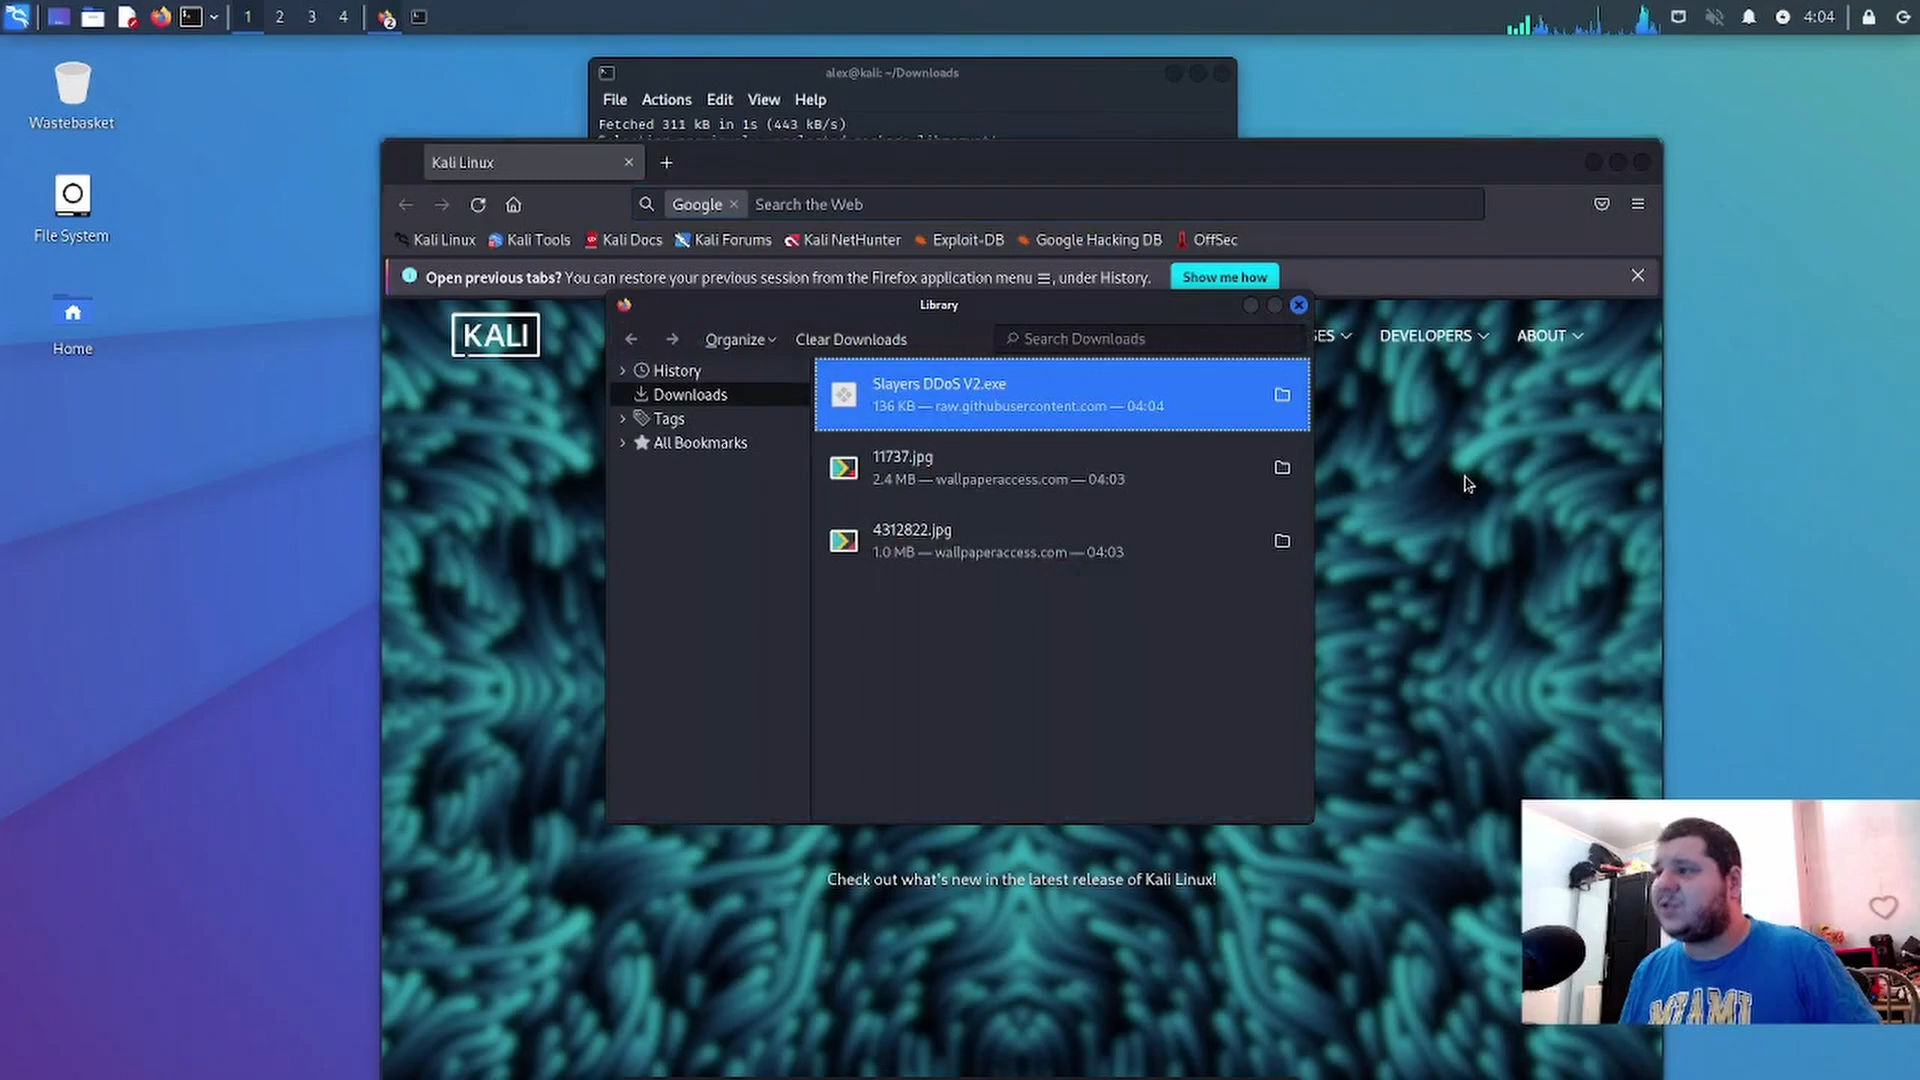 1 2 3 4
2
4:04
Wastebasket
File System
Home
alex@kali: ~/Downloads
File Actions Edit View Help
Fetched 311 kB in 1s (443 kB/s)
Kali Linux
Google Search the Web
Kali Linux Kali Tools Kali Docs Kali Forums Kali NetHunter Exploit-DB Google Hacking DB OffSec
Open previous tabs? You can restore your previous session from the Firefox application menu ☰, under History. Show me how
Library
KALI
DEVELOPERS ABOUT
Organize Clear Downloads Search Downloads
History
Downloads
Tags
All Bookmarks
Slayers DDoS V2.exe
136 KB — raw.githubusercontent.com — 04:04
11737.jpg
2.4 MB — wallpaperaccess.com — 04:03
4312822.jpg
1.0 MB — wallpaperaccess.com — 04:03
Check out what's new in the latest release of Kali Linux!
MIAMI